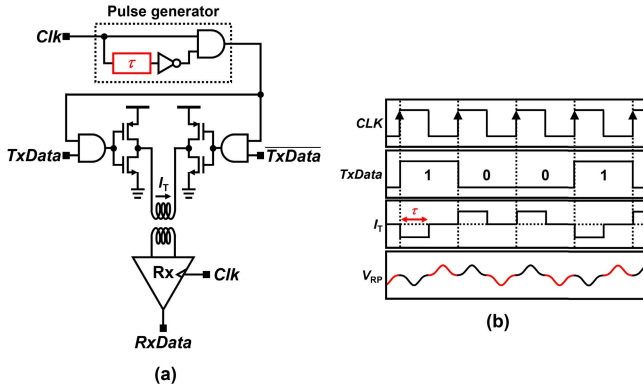 Pulse generator
Clk
τ
TxData
TxData
I_T
Rx
Clk
RxData
(a)
CLK
TxData
1 0 0 1
I_T
τ
V_RP
(b)